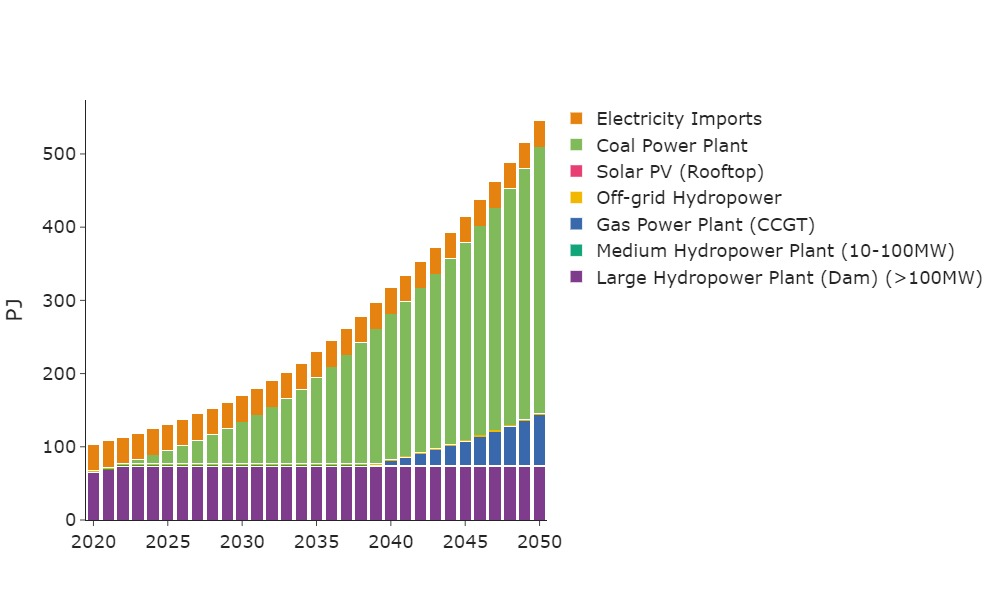 Electricity Imports
Coal Power Plant
Solar PV (Rooftop)
Off-grid Hydropower
Gas Power Plant (CCGT)
Medium Hydropower Plant (10-100MW)
Large Hydropower Plant (Dam) (>100MW)
PJ
500
400
300
200
100
0
2020 2025 2030 2035 2040 2045 2050